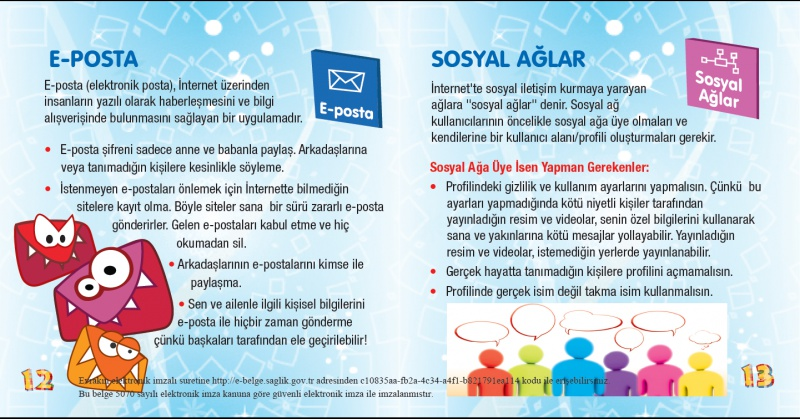 E-POSTA
E-posta (elektronik posta), İnternet üzerinden
insanların yazılı olarak haberleşmesini ve bilgi
alışverişinde bulunmasını sağlayan bir uygulamadır.
E-posta
• E-posta şifreni sadece anne ve babanla paylaş. Arkadaşlarına
veya tanımadığın kişilere kesinlikle söyleme.
• İstenmeyen e-postaları önlemek için İnternette bilmediğin
sitelere kayıt olma. Böyle siteler sana bir sürü zararlı e-posta
gönderirler. Gelen e-postaları kabul etme ve hiç
okumadan sil.
• Arkadaşlarının e-postalarını kimse ile
paylaşma.
• Sen ve ailenle ilgili kişisel bilgilerini
e-posta ile hiçbir zaman gönderme
çünkü başkaları tarafından ele geçirilebilir!
12
SOSYAL AĞLAR
İnternet'te sosyal iletişim kurmaya yarayan
ağlara "sosyal ağlar" denir. Sosyal ağ
kullanıcılarının öncelikle sosyal ağa üye olmaları ve
kendilerine bir kullanıcı alanı/profili oluşturmaları gerekir.
Sosyal
Ağlar
Sosyal Ağa Üye İsen Yapman Gerekenler:
• Profilindeki gizlilik ve kullanım ayarlarını yapmalısın. Çünkü bu
ayarları yapmadığında kötü niyetli kişiler tarafından
yayınladığın resim ve videolar, senin özel bilgilerini kullanarak
sana ve yakınlarına kötü mesajlar yollayabilir. Yayınladığın
resim ve videolar, istemediğin yerlerde yayınlanabilir.
• Gerçek hayatta tanımadığın kişilere profilini açmamalısın.
• Profilinde gerçek isim değil takma isim kullanmalısın.
13
Evrakın elektronik imzalı suretine http://e-belge.saglik.gov.tr adresinden c10835aa-fb2a-4c34-a4f1-b821791ea114 kodu ile erişebilirsiniz.
Bu belge 5070 sayılı elektronik imza kanuna göre güvenli elektronik imza ile imzalanmıştır.